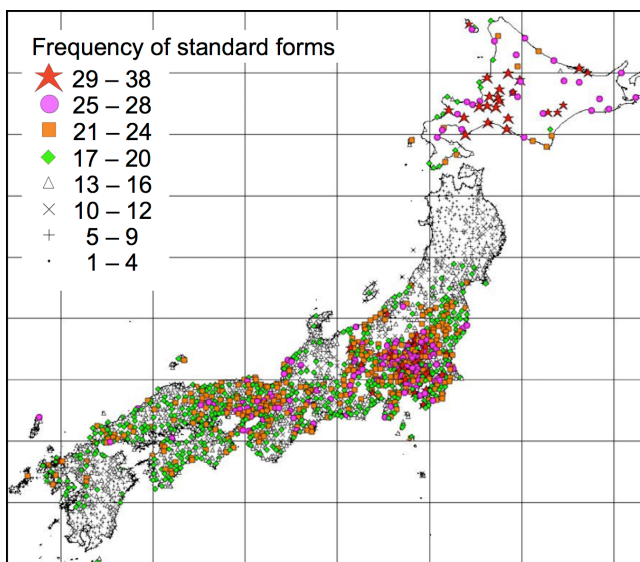 Frequency of standard forms
29 – 38
25 – 28
21 – 24
17 – 20
13 – 16
10 – 12
5 – 9
1 – 4